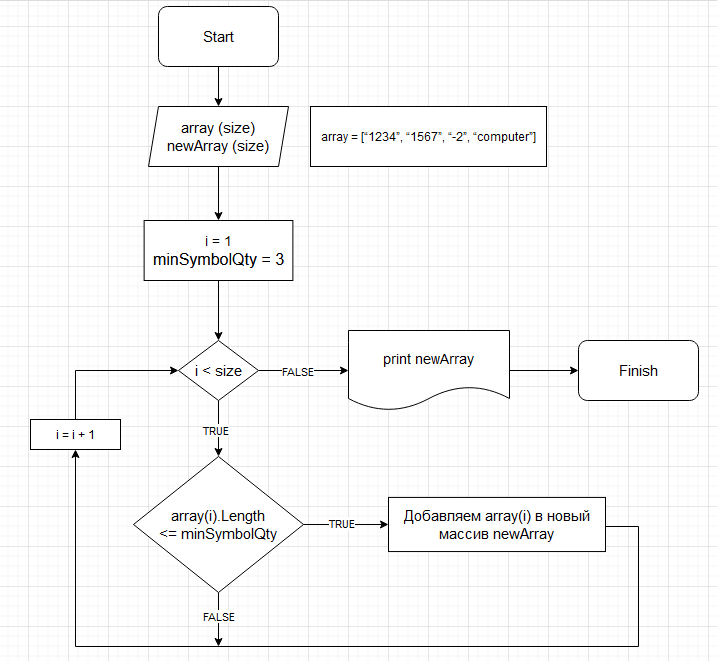 Start
array (size)
newArray (size)
array = [“1234”, “1567”, “-2”, “computer”]
i = 1
minSymbolQty = 3
i < size
FALSE
print newArray
Finish
i = i + 1
TRUE
array(i).Length
<= minSymbolQty
TRUE
Добавляем array(i) в новый
массив newArray
FALSE